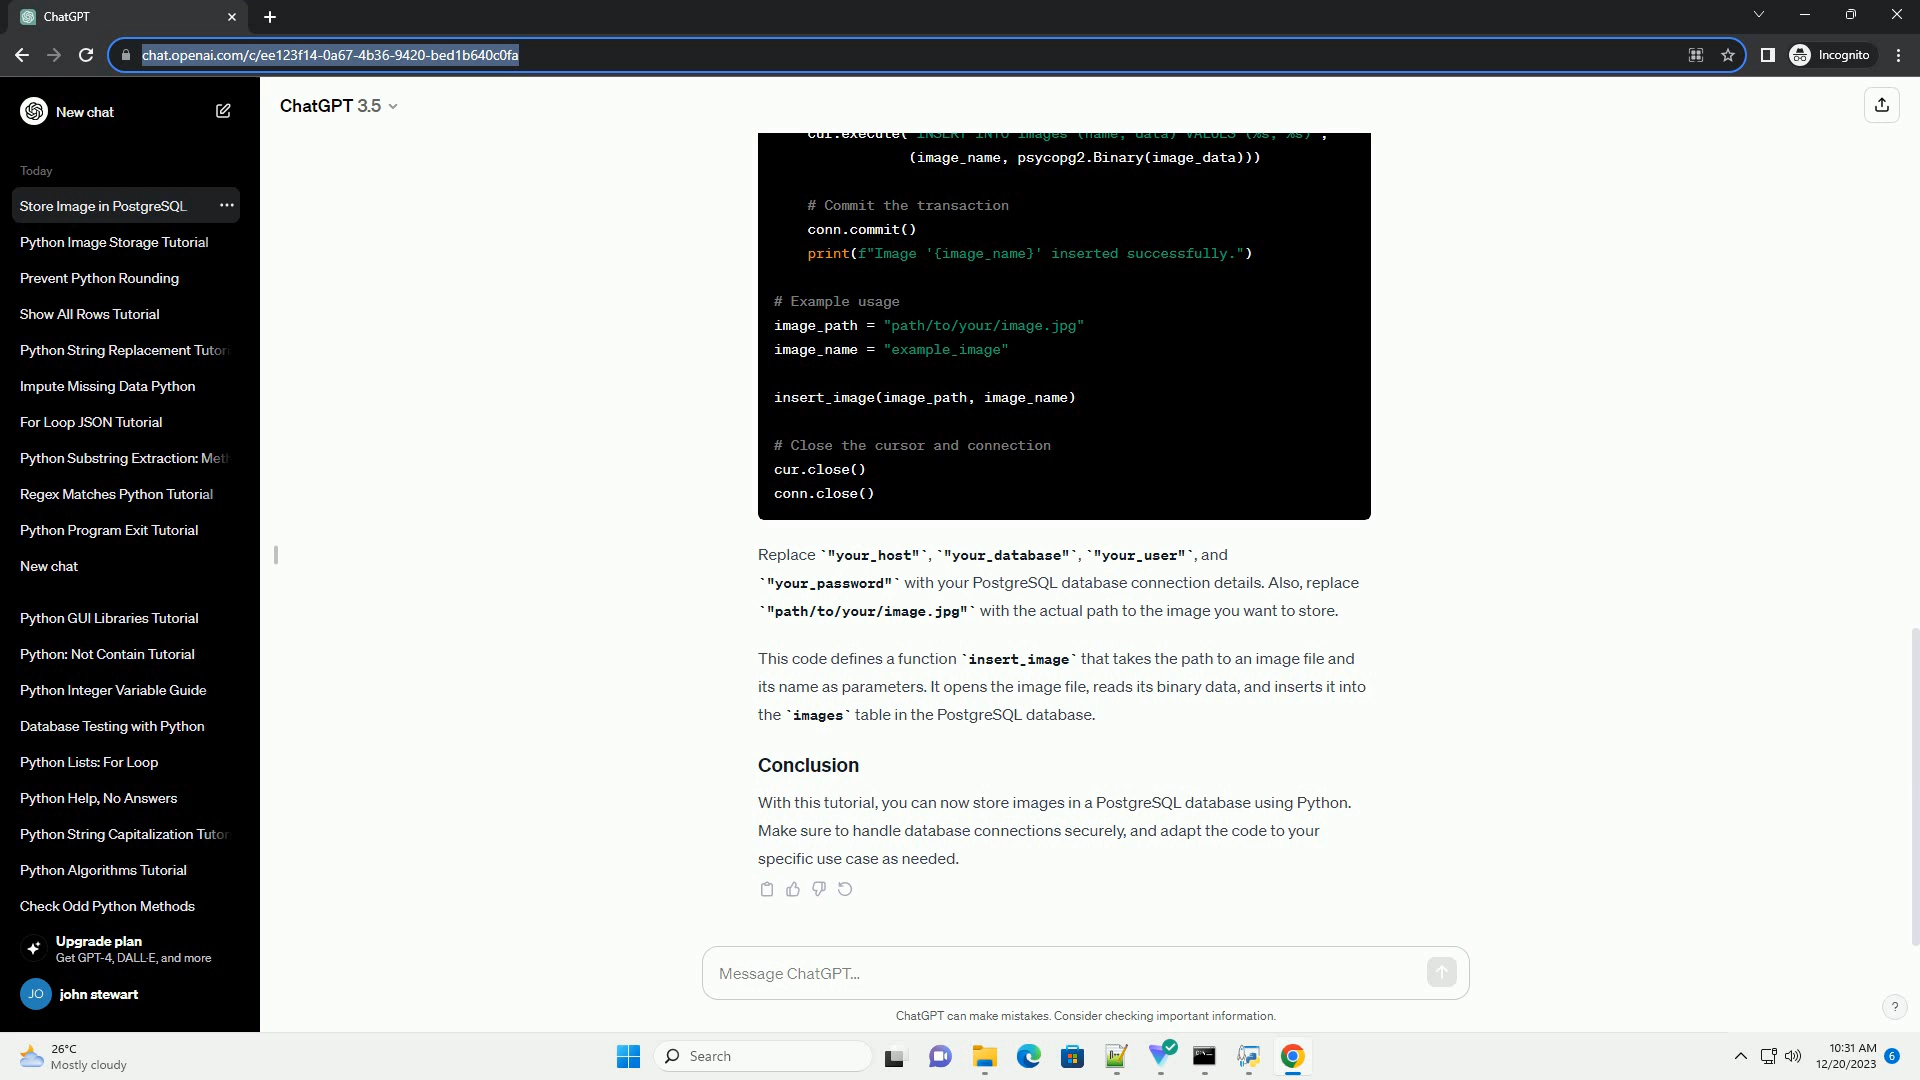 ChatGPT
chat.openai.com/c/ee123f14-0a67-4b36-9420-bed1b640c0fa
Incognito
New chat
ChatGPT 3.5
Today
Store Image in PostgreSQL
Python Image Storage Tutorial
Prevent Python Rounding
Show All Rows Tutorial
Python String Replacement Tutori
Impute Missing Data Python
For Loop JSON Tutorial
Python Substring Extraction: Meth
Regex Matches Python Tutorial
Python Program Exit Tutorial
New chat
Python GUI Libraries Tutorial
Python: Not Contain Tutorial
Python Integer Variable Guide
Database Testing with Python
Python Lists: For Loop
Python Help, No Answers
Python String Capitalization Tutor
Python Algorithms Tutorial
Check Odd Python Methods
Upgrade plan
Get GPT-4, DALL·E, and more
JO john stewart
cur.execute("INSERT INTO images (name, data) VALUES (%s, %s)",
(image_name, psycopg2.Binary(image_data)))
# Commit the transaction
conn.commit()
print(f"Image '{image_name}' inserted successfully.")
# Example usage
image_path = "path/to/your/image.jpg"
image_name = "example_image"
insert_image(image_path, image_name)
# Close the cursor and connection
cur.close()
conn.close()
Replace `"your_host"`, `"your_database"`, `"your_user"`, and
`"your_password"` with your PostgreSQL database connection details. Also, replace
`"path/to/your/image.jpg"` with the actual path to the image you want to store.
This code defines a function `insert_image` that takes the path to an image file and
its name as parameters. It opens the image file, reads its binary data, and inserts it into
the `images` table in the PostgreSQL database.
Conclusion
With this tutorial, you can now store images in a PostgreSQL database using Python.
Make sure to handle database connections securely, and adapt the code to your
specific use case as needed.
Message ChatGPT...
ChatGPT can make mistakes. Consider checking important information.
?
26°C
Mostly cloudy
Search
10:31 AM
12/20/2023
6